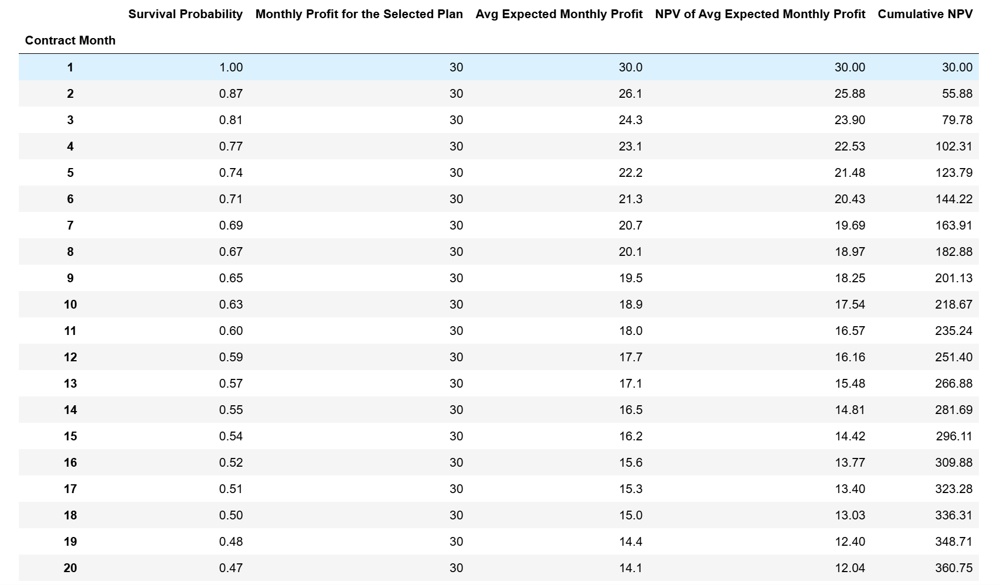 Survival Probability Monthly Profit for the Selected Plan Avg Expected Monthly Profit NPV of Avg Expected Monthly Profit Cumulative NPV
Contract Month
1 1.00 30 30.0 30.00 30.00
2 0.87 30 26.1 25.88 55.88
3 0.81 30 24.3 23.90 79.78
4 0.77 30 23.1 22.53 102.31
5 0.74 30 22.2 21.48 123.79
6 0.71 30 21.3 20.43 144.22
7 0.69 30 20.7 19.69 163.91
8 0.67 30 20.1 18.97 182.88
9 0.65 30 19.5 18.25 201.13
10 0.63 30 18.9 17.54 218.67
11 0.60 30 18.0 16.57 235.24
12 0.59 30 17.7 16.16 251.40
13 0.57 30 17.1 15.48 266.88
14 0.55 30 16.5 14.81 281.69
15 0.54 30 16.2 14.42 296.11
16 0.52 30 15.6 13.77 309.88
17 0.51 30 15.3 13.40 323.28
18 0.50 30 15.0 13.03 336.31
19 0.48 30 14.4 12.40 348.71
20 0.47 30 14.1 12.04 360.75